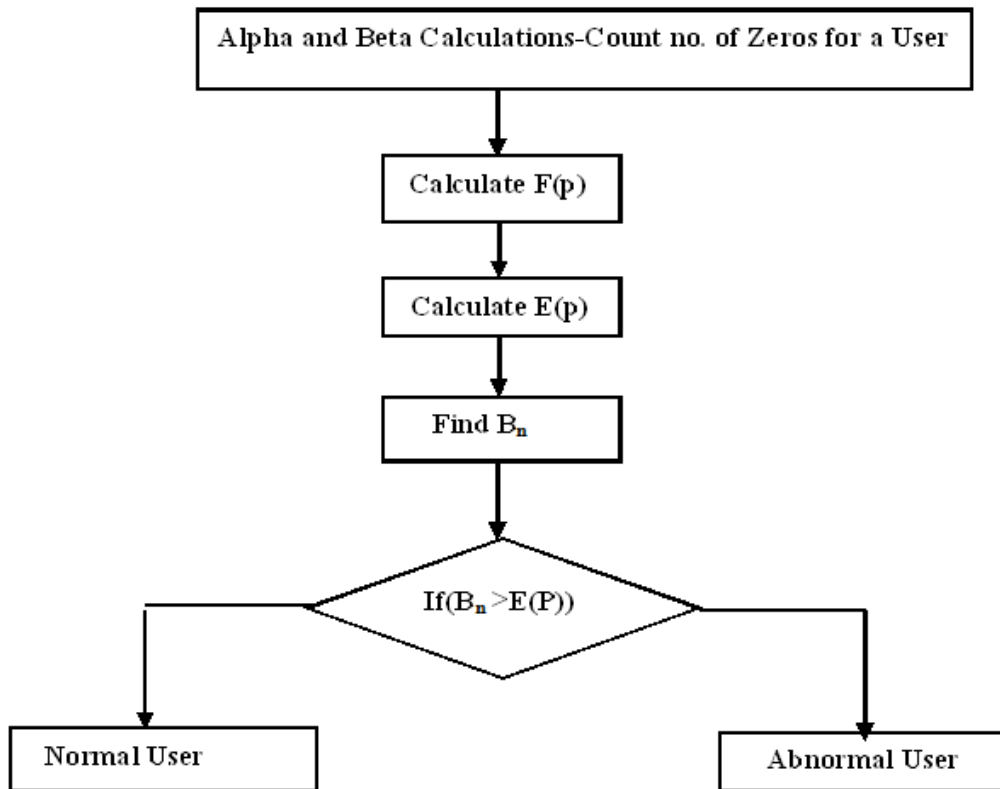 Alpha and Beta Calculations-Count no. of Zeros for a User
Calculate F(p)
Calculate E(p)
Find Bₙ
If(Bₙ >E(P))
Normal User
Abnormal User